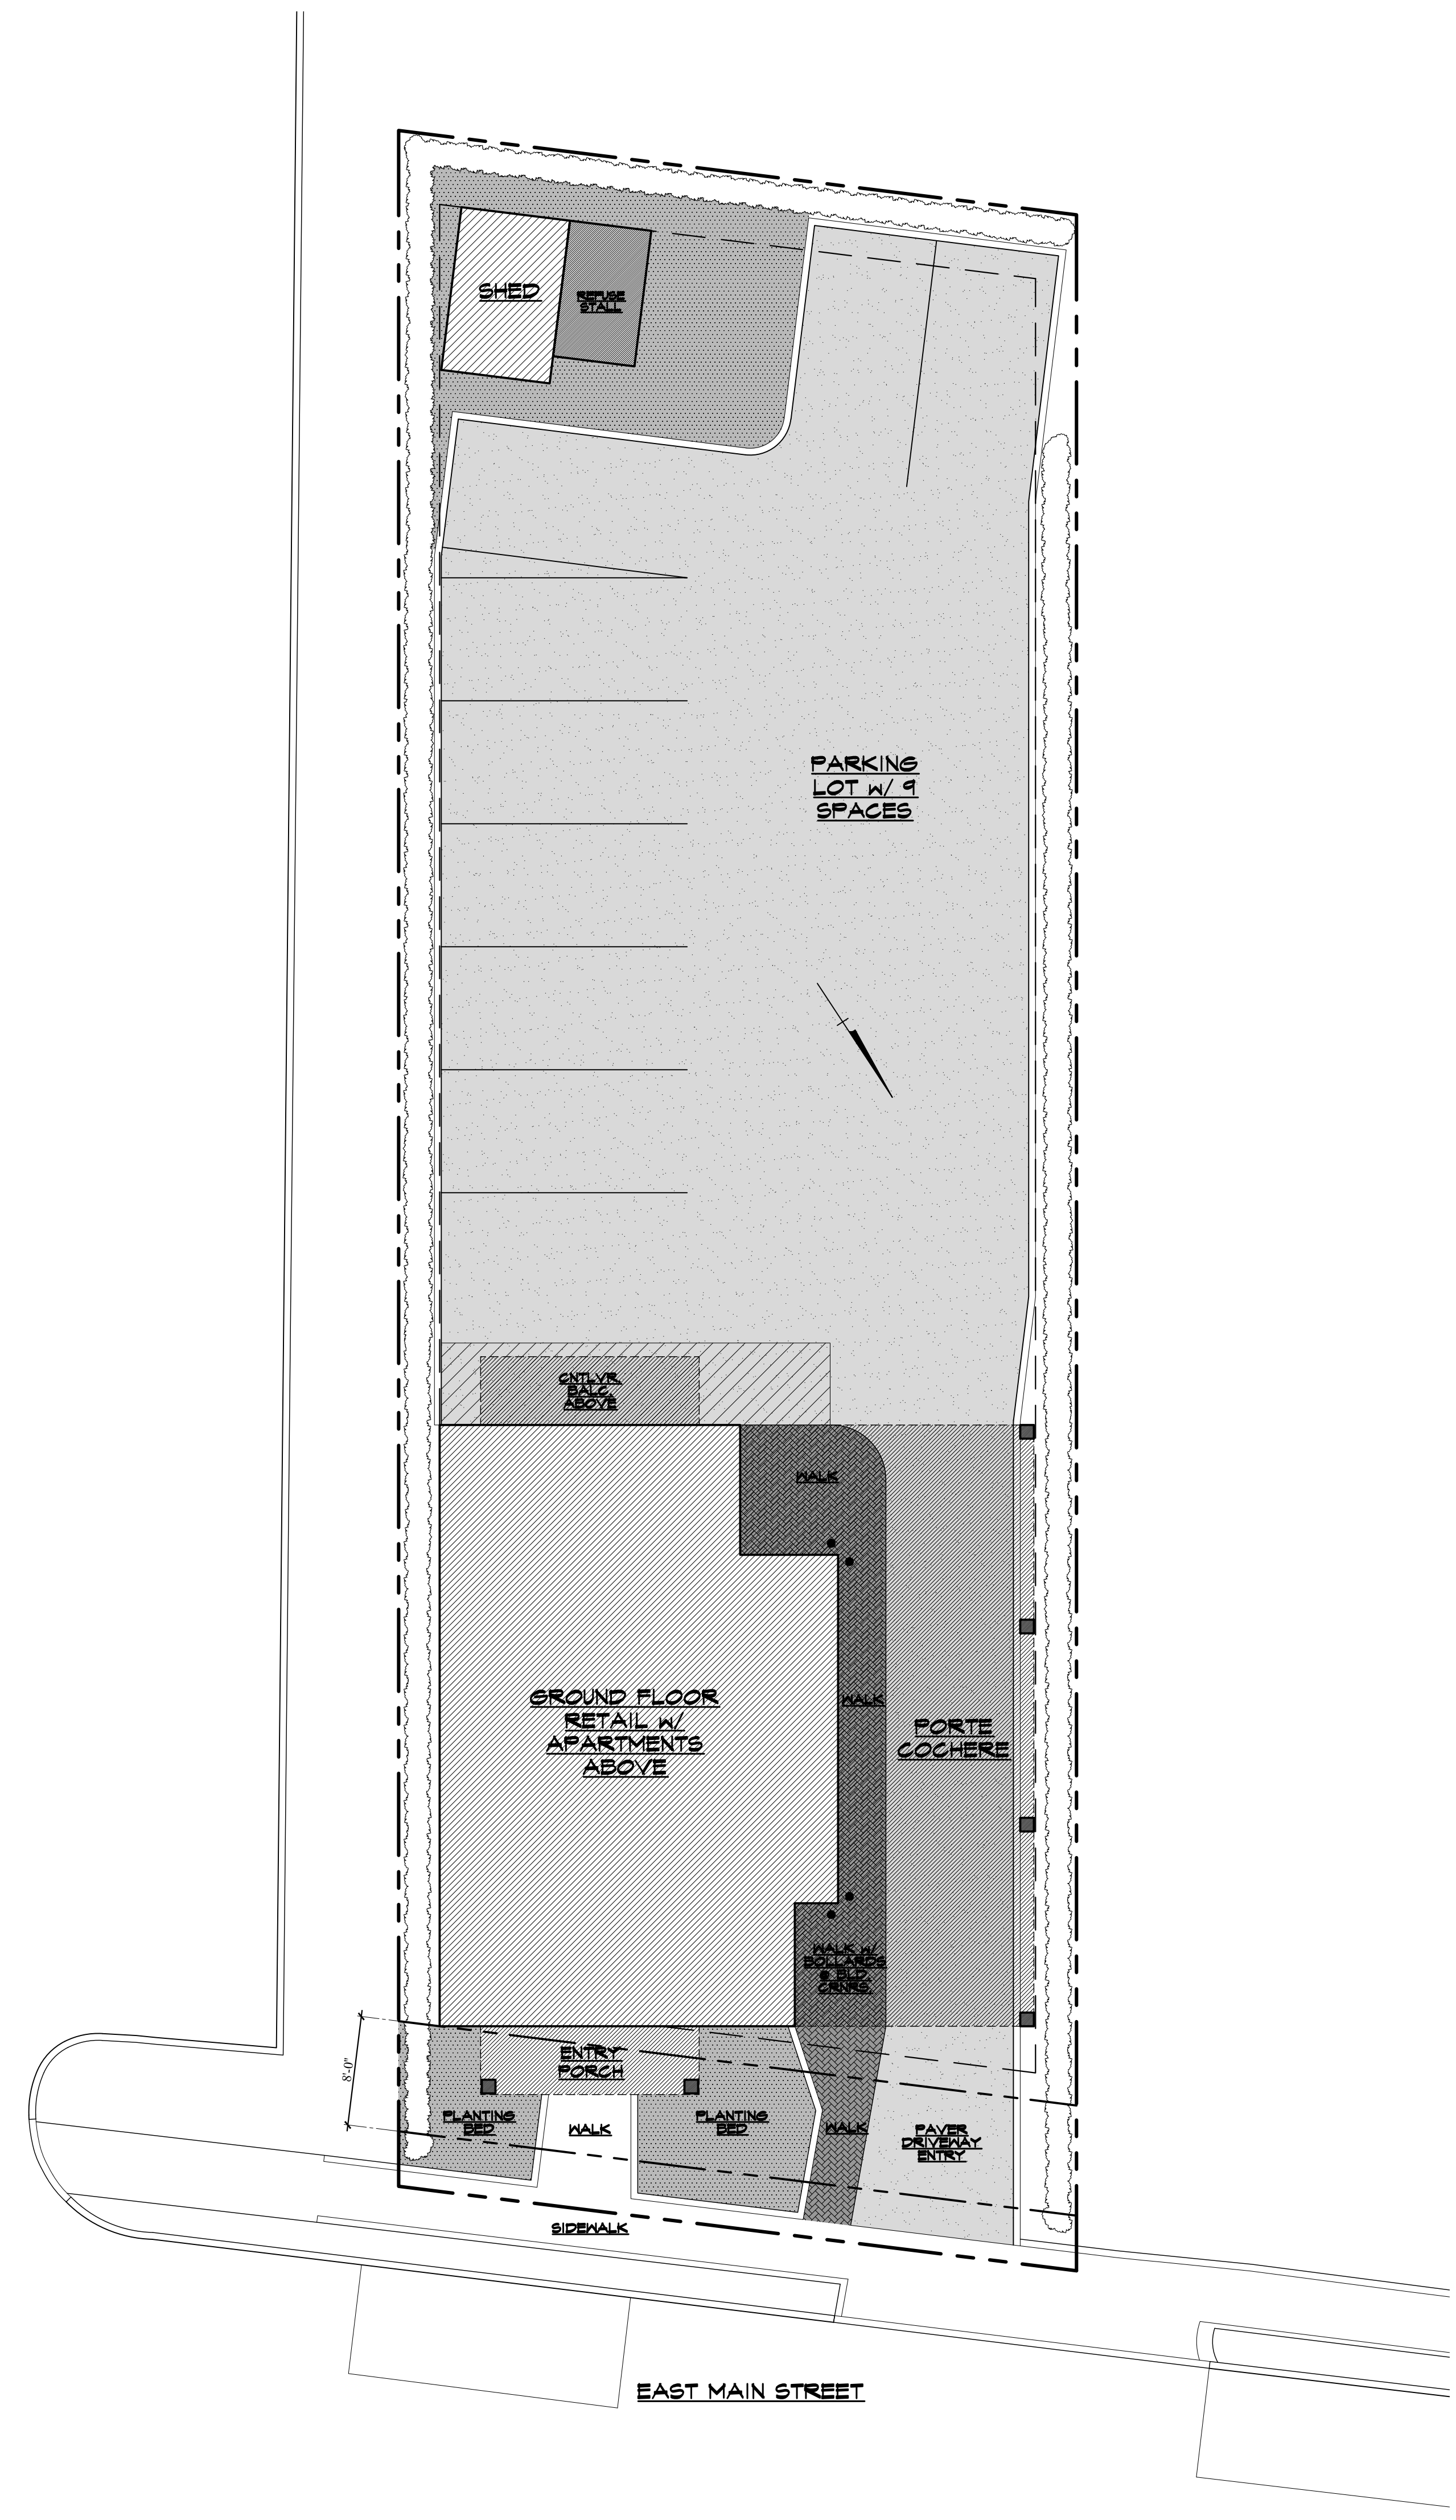 SHED
REFUSE
STALL
PARKING
LOT w/ 9
SPACES
CNTLVR.
BALC.
ABOVE
WALK
GROUND FLOOR
RETAIL w/
APARTMENTS
ABOVE
WALK
PORTE
COCHERE
WALK w/
BOLLARDS
@ BLD.
CRNRS.
ENTRY
PORCH
8'-0"
PLANTING
BED
WALK
PLANTING
BED
WALK
PAVER
DRIVEWAY
ENTRY
SIDEWALK
EAST MAIN STREET